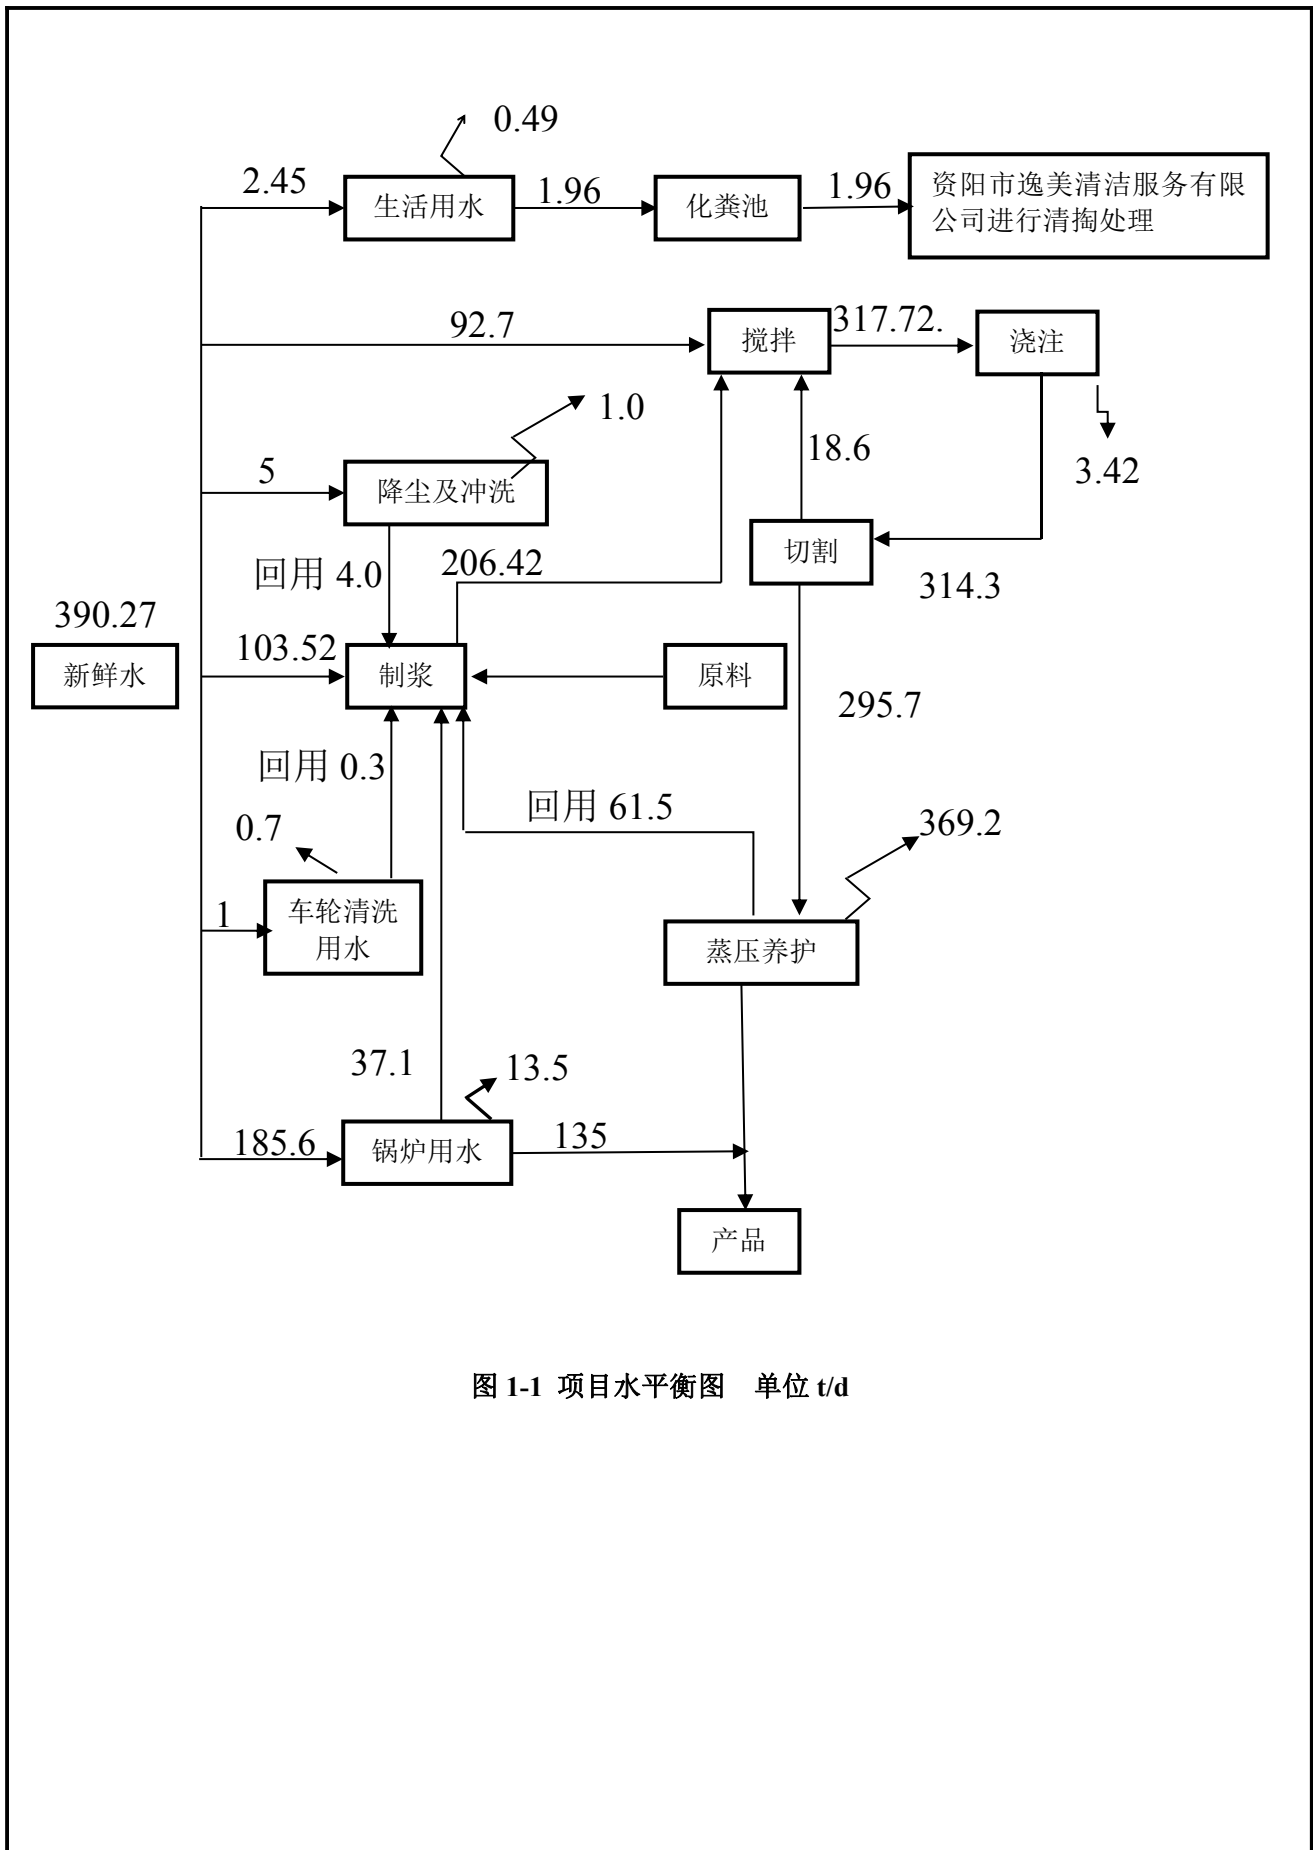 0.49
2.45
生活用水
1.96
化粪池
1.96
资阳市逸美清洁服务有限
公司进行清掏处理
92.7
搅拌
317.72.
浇注
1.0
18.6
3.42
5
降尘及冲洗
切割
回用 4.0
206.42
314.3
390.27
新鲜水
103.52
制浆
原料
295.7
回用 0.3
回用 61.5
0.7
369.2
1
车轮清洗
用水
蒸压养护
37.1
13.5
185.6
锅炉用水
135
产品
图 1-1 项目水平衡图 单位 t/d